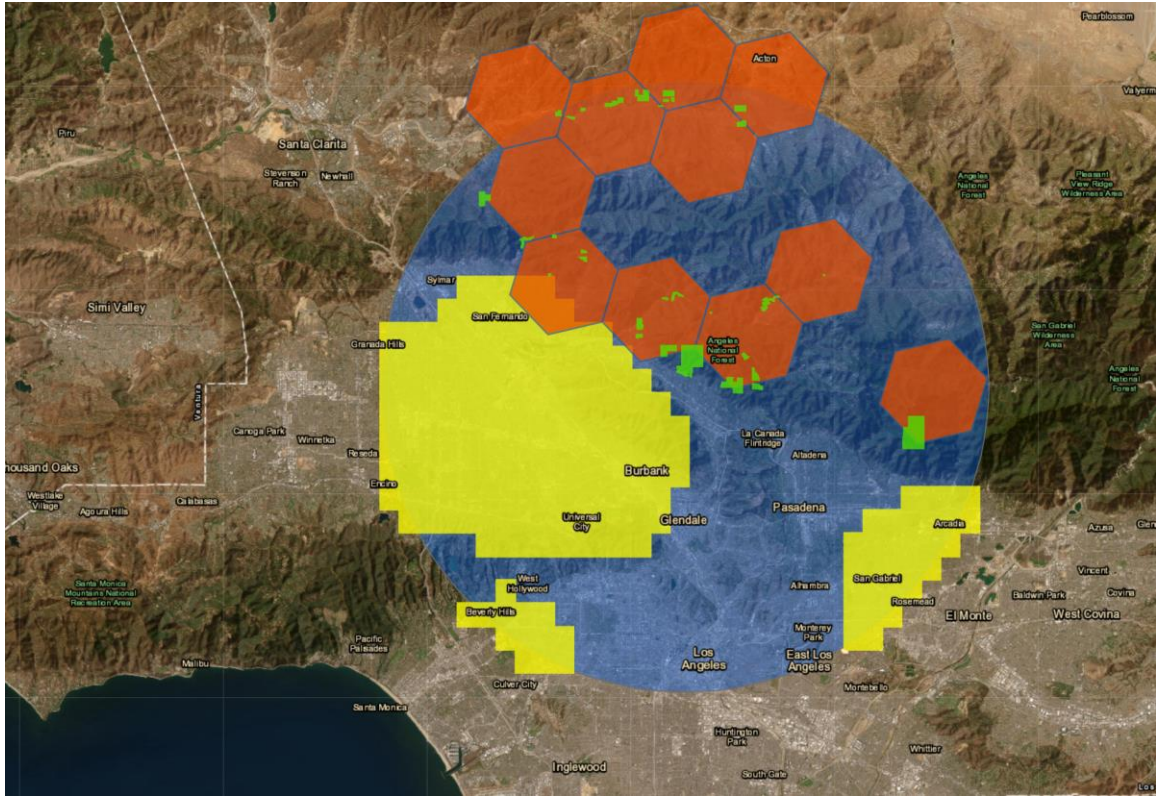 Pearblossom
Acton
Valyerm
Piru
Santa Clarita
Stevenson
Ranch
Newhall
Angeles
National
Forest
Pleasant
View Ridge
Wilderness Area
Sylmar
Simi Valley
San Fernando
Granada Hills
Angeles
National
Forest
San Gabriel
Wilderness
Area
Angeles
National
Forest
Ventura
Canoga Park
Winnetka
Reseda
La Canada
Flintridge
Altadena
housand Oaks
Westlake
Village
Agoura Hills
Calabasas
Encino
Burbank
Universal
City
Glendale
Pasadena
Arcadia
Azusa
Glen
Santa Monica
Mountains National
Recreation Area
West
Hollywood
Beverly Hills
Alhambra
San Gabriel
Rosemead
El Monte
Baldwin Park
Vincent
Covina
West Covina
Pacific
Palisades
Monterey
Park
Malibu
Los
Angeles
East Los
Angeles
Culver City
Montebello
Santa Monica
Huntington
Park
Whittier
Inglewood
South Gate
Los